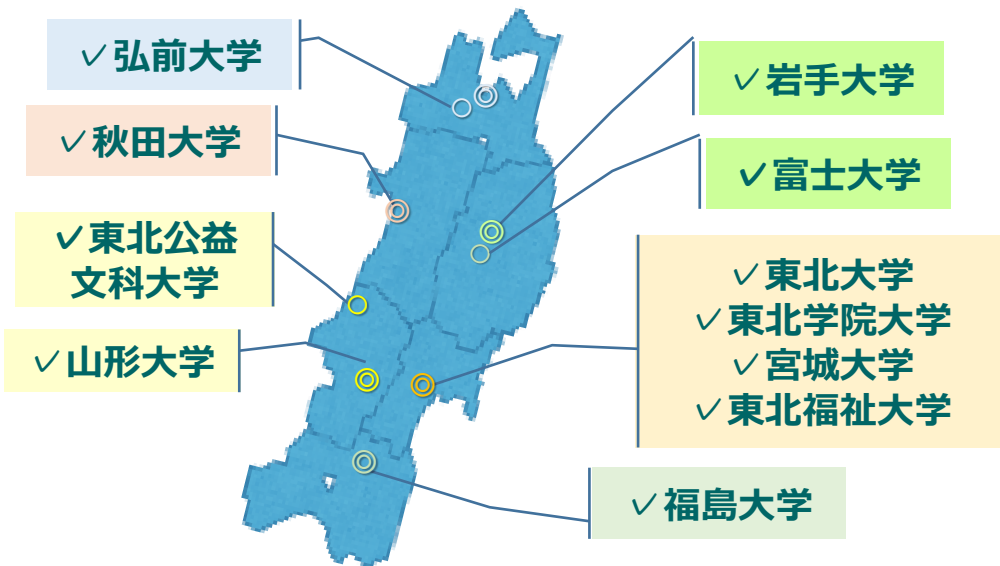 ✓弘前大学
✓秋田大学
✓東北公益
文科大学
✓山形大学
✓岩手大学
✓富士大学
✓東北大学
✓東北学院大学
✓宮城大学
✓東北福祉大学
✓福島大学